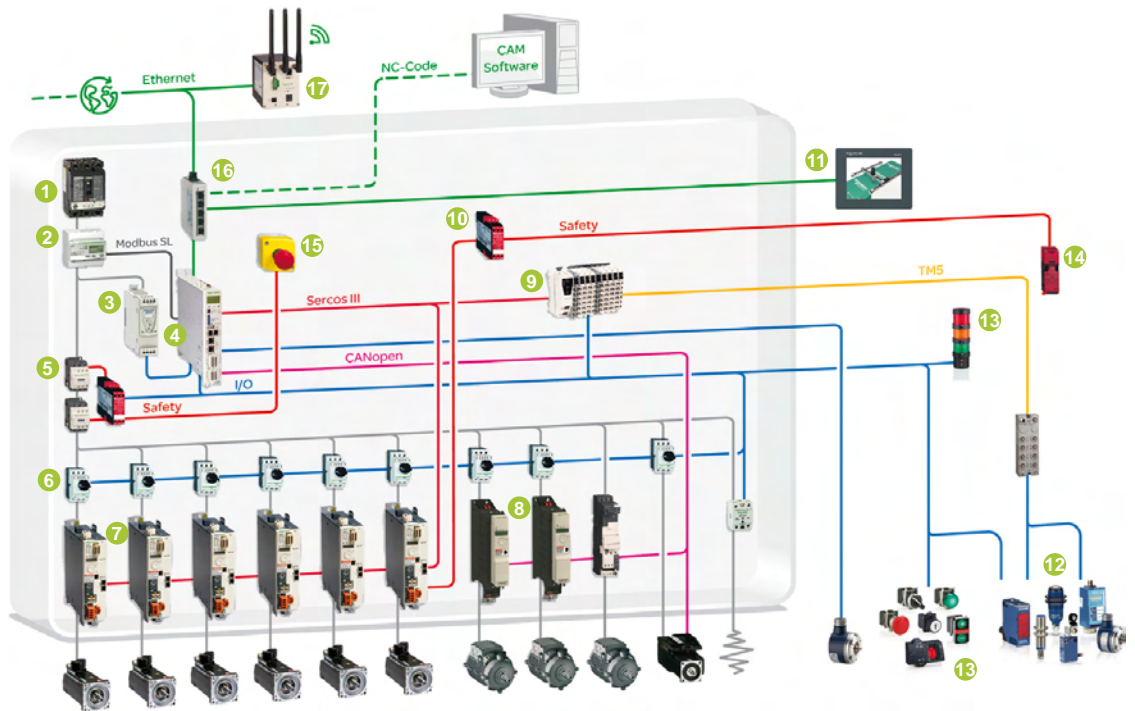 Ethernet
17
NC-Code
CAM
Software
1
16
11
2
Modbus SL
15
10
Safety
14
3
4
9
TM5
Sercos III
13
5
CANopen
I/O
Safety
6
7
8
12
13